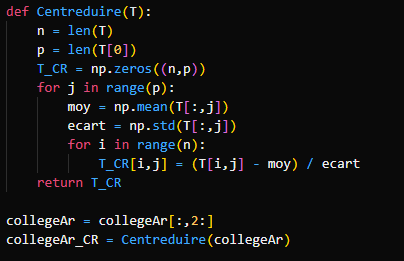 def Centreduire(T):
    n = len(T)
    p = len(T[0])
    T_CR = np.zeros((n,p))
    for j in range(p):
        moy = np.mean(T[:,j])
        ecart = np.std(T[:,j])
        for i in range(n):
            T_CR[i,j] = (T[i,j] - moy) / ecart
    return T_CR

collegeAr = collegeAr[:,2:]
collegeAr_CR = Centreduire(collegeAr)